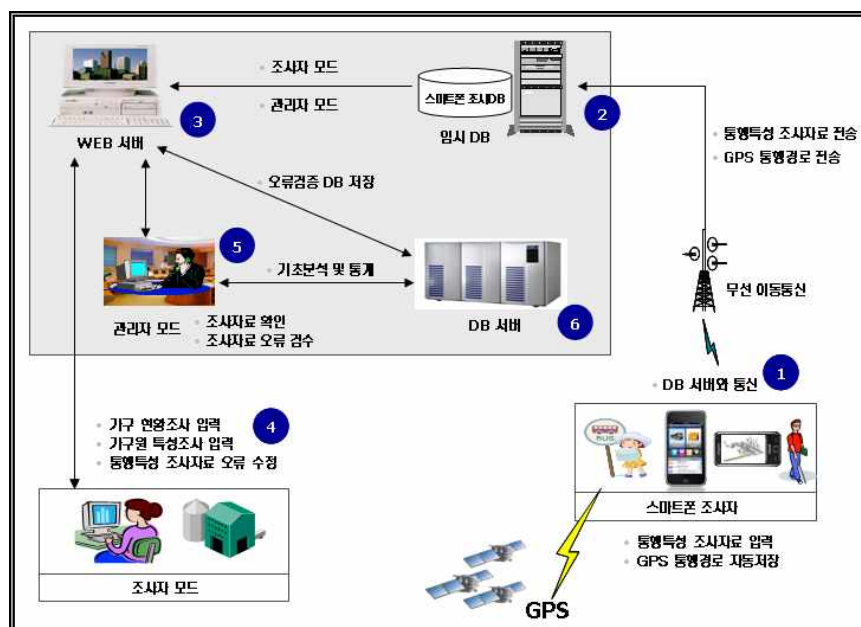 조사자 모드
관리자 모드
스마트폰 조사DB
임시 DB
2
3
WEB 서버
통행특성 조사자료 전송
GPS 통행경로 전송
오류검증 DB 저장
5
기초분석 및 통계
무선 이동통신
관리자 모드
조사자료 확인
조사자료 오류 검수
DB 서버
6
1
DB 서버와 통신
가구 현황조사 입력
가구원 특성조사 입력
통행특성 조사자료 오류 수정
4
BUS
스마트폰 조사자
통행특성 조사자료 입력
GPS 통행경로 자동저장
조사자 모드
GPS